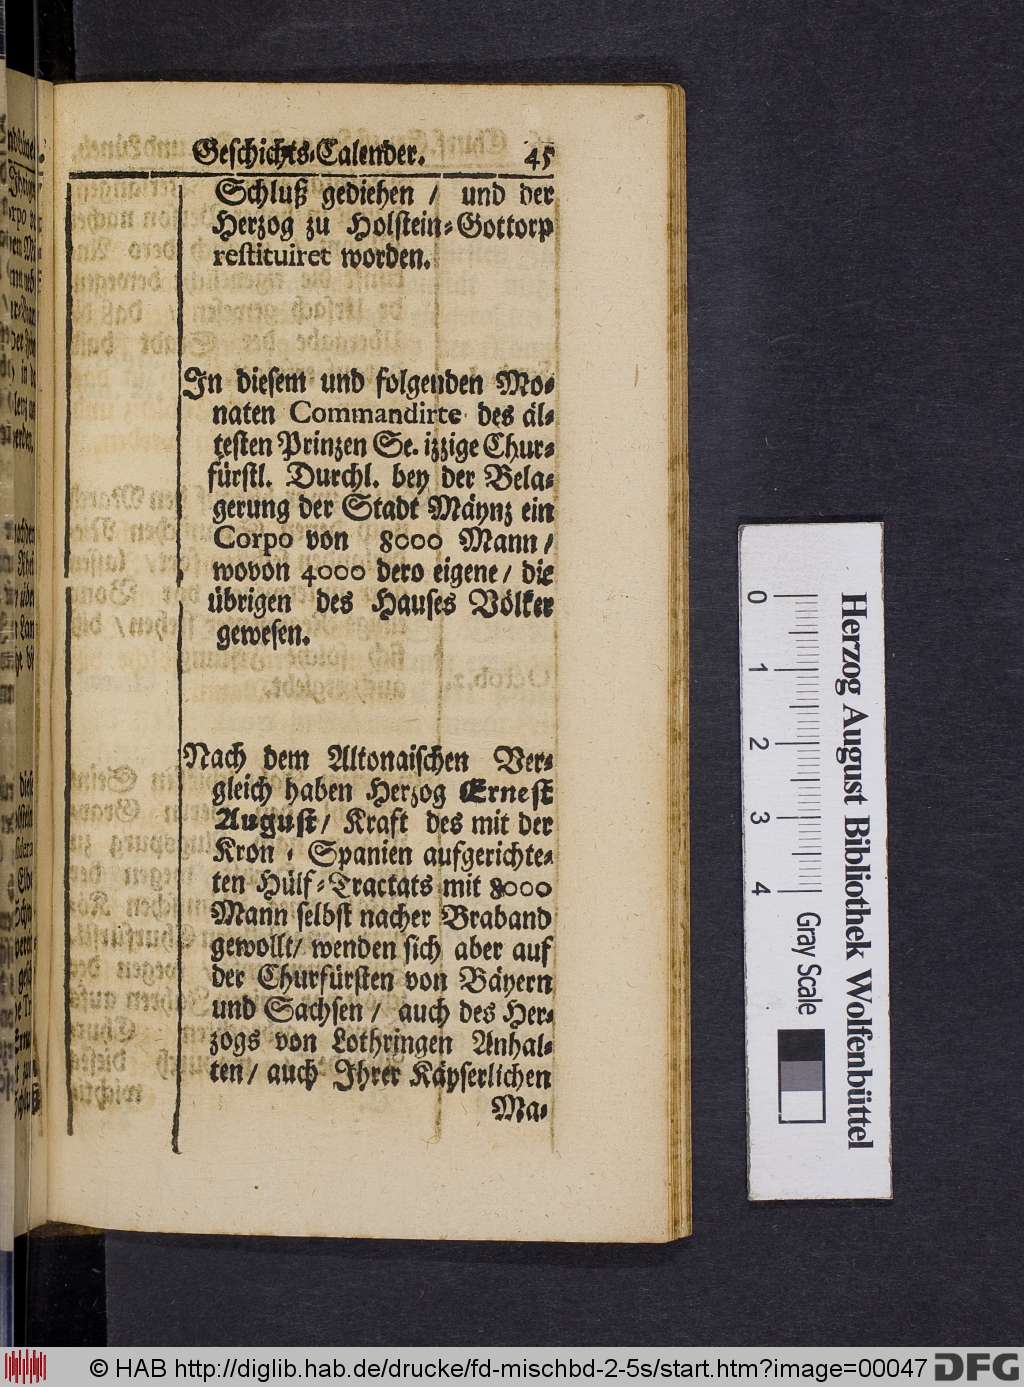 Geschichts-Calender. 45
Schluß gediehen / und der
Herzog zu Holstein-Gottorp
restituiret worden.
In diesem und folgenden Mo-
naten Commandirte des äl-
testen Prinzen Se. izzige Chur-
fürstl. Durchl. bey der Bela-
gerung der Stadt Mäynz ein
Corpo von 8000 Mann /
wovon 4000 dero eigene / die
übrigen des Hauses Völker
gewesen.
Nach dem Altonaischen Ver-
gleich haben Herzog Ernest
August / Kraft des mit der
Kron - Spanien aufgerichte-
ten Hülf-Tractats mit 8000
Mann selbst nacher Braband
gewollt / wenden sich aber auf
der Churfürsten von Bäyern
und Sachsen / auch des Her-
zogs von Lothringen Anhal-
ten / auch Ihrer Käyserlichen
Ma-
0 1 2 3 4
Gray Scale
Herzog August Bibliothek Wolfenbüttel
© HAB http://diglib.hab.de/drucke/fd-mischbd-2-5s/start.htm?image=00047 DFG